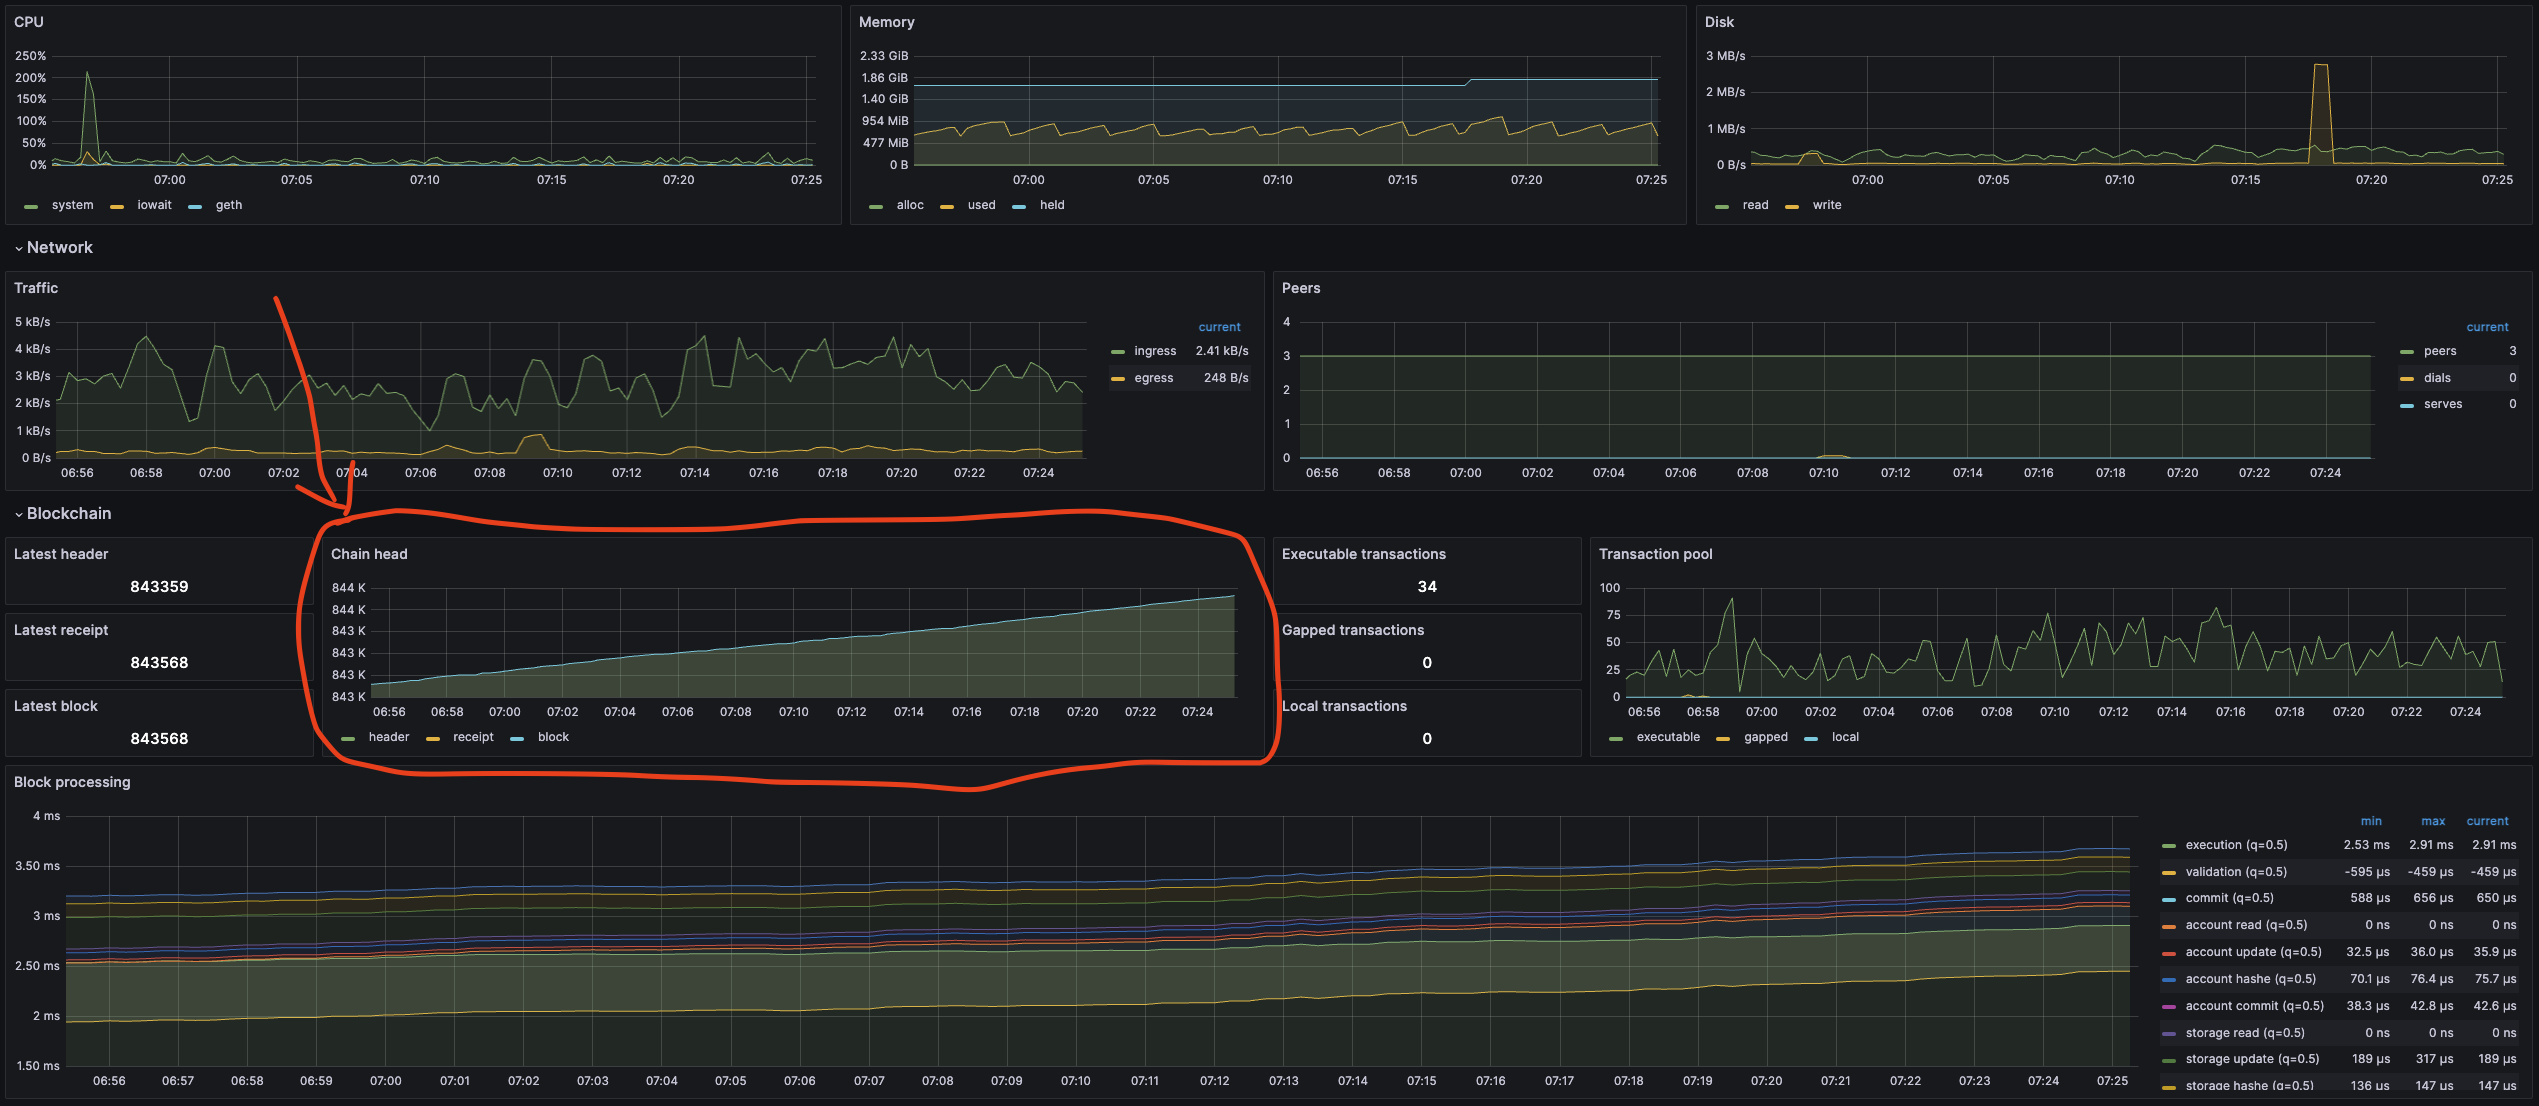 CPU
250%
200%
150%
100%
50%
0%
07:00 07:05 07:10 07:15 07:20 07:25
system iowait geth
Memory
2.33 GiB
1.86 GiB
1.40 GiB
954 MiB
477 MiB
0 B
07:00 07:05 07:10 07:15 07:20 07:25
alloc used held
Disk
3 MB/s
2 MB/s
1 MB/s
0 B/s
07:00 07:05 07:10 07:15 07:20 07:25
read write
Network
Traffic
5 kB/s
4 kB/s
3 kB/s
2 kB/s
1 kB/s
0 B/s
06:56 06:58 07:00 07:02 07:04 07:06 07:08 07:10 07:12 07:14 07:16 07:18 07:20 07:22 07:24
current
ingress 2.41 kB/s
egress 248 B/s
Peers
4
3
2
1
0
06:56 06:58 07:00 07:02 07:04 07:06 07:08 07:10 07:12 07:14 07:16 07:18 07:20 07:22 07:24
current
peers 3
dials 0
serves 0
Blockchain
Latest header
843359
Latest receipt
843568
Latest block
843568
Chain head
844 K
844 K
843 K
843 K
843 K
843 K
06:56 06:58 07:00 07:02 07:04 07:06 07:08 07:10 07:12 07:14 07:16 07:18 07:20 07:22 07:24
header receipt block
Executable transactions
34
Gapped transactions
0
Local transactions
0
Transaction pool
100
75
50
25
0
06:56 06:58 07:00 07:02 07:04 07:06 07:08 07:10 07:12 07:14 07:16 07:18 07:20 07:22 07:24
executable gapped local
Block processing
4 ms
3.50 ms
3 ms
2.50 ms
2 ms
1.50 ms
06:56 06:57 06:58 06:59 07:00 07:01 07:02 07:03 07:04 07:05 07:06 07:07 07:08 07:09 07:10 07:11 07:12 07:13 07:14 07:15 07:16 07:17 07:18 07:19 07:20 07:21 07:22 07:23 07:24 07:25
min max current
execution (q=0.5) 2.53 ms 2.91 ms 2.91 ms
validation (q=0.5) -595 µs -459 µs -459 µs
commit (q=0.5) 588 µs 656 µs 650 µs
account read (q=0.5) 0 ns 0 ns 0 ns
account update (q=0.5) 32.5 µs 36.0 µs 35.9 µs
account hashe (q=0.5) 70.1 µs 76.4 µs 75.7 µs
account commit (q=0.5) 38.3 µs 42.8 µs 42.6 µs
storage read (q=0.5) 0 ns 0 ns 0 ns
storage update (q=0.5) 189 µs 317 µs 189 µs
storage hashe (q=0.5) 136 µs 147 µs 147 µs